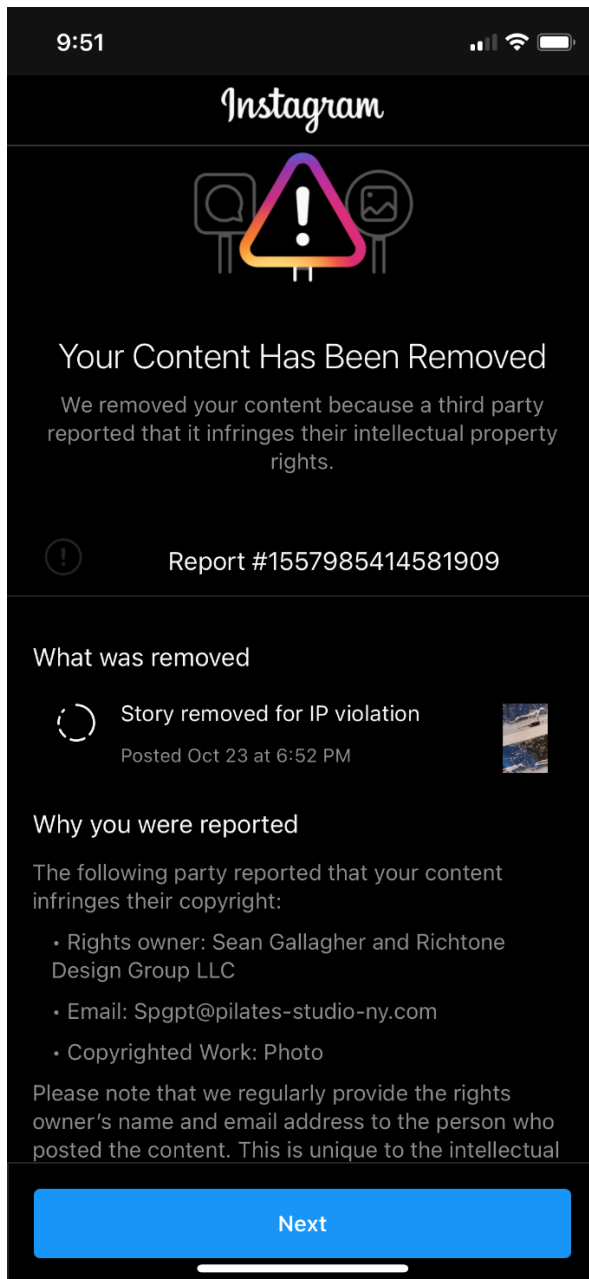 9:51
Instagram
Your Content Has Been Removed
We removed your content because a third party
reported that it infringes their intellectual property
rights.
Report #1557985414581909
What was removed
Story removed for IP violation
Posted Oct 23 at 6:52 PM
Why you were reported
The following party reported that your content
infringes their copyright:
• Rights owner: Sean Gallagher and Richtone
Design Group LLC
• Email: Spgpt@pilates-studio-ny.com
• Copyrighted Work: Photo
Please note that we regularly provide the rights
owner’s name and email address to the person who
posted the content. This is unique to the intellectual
Next